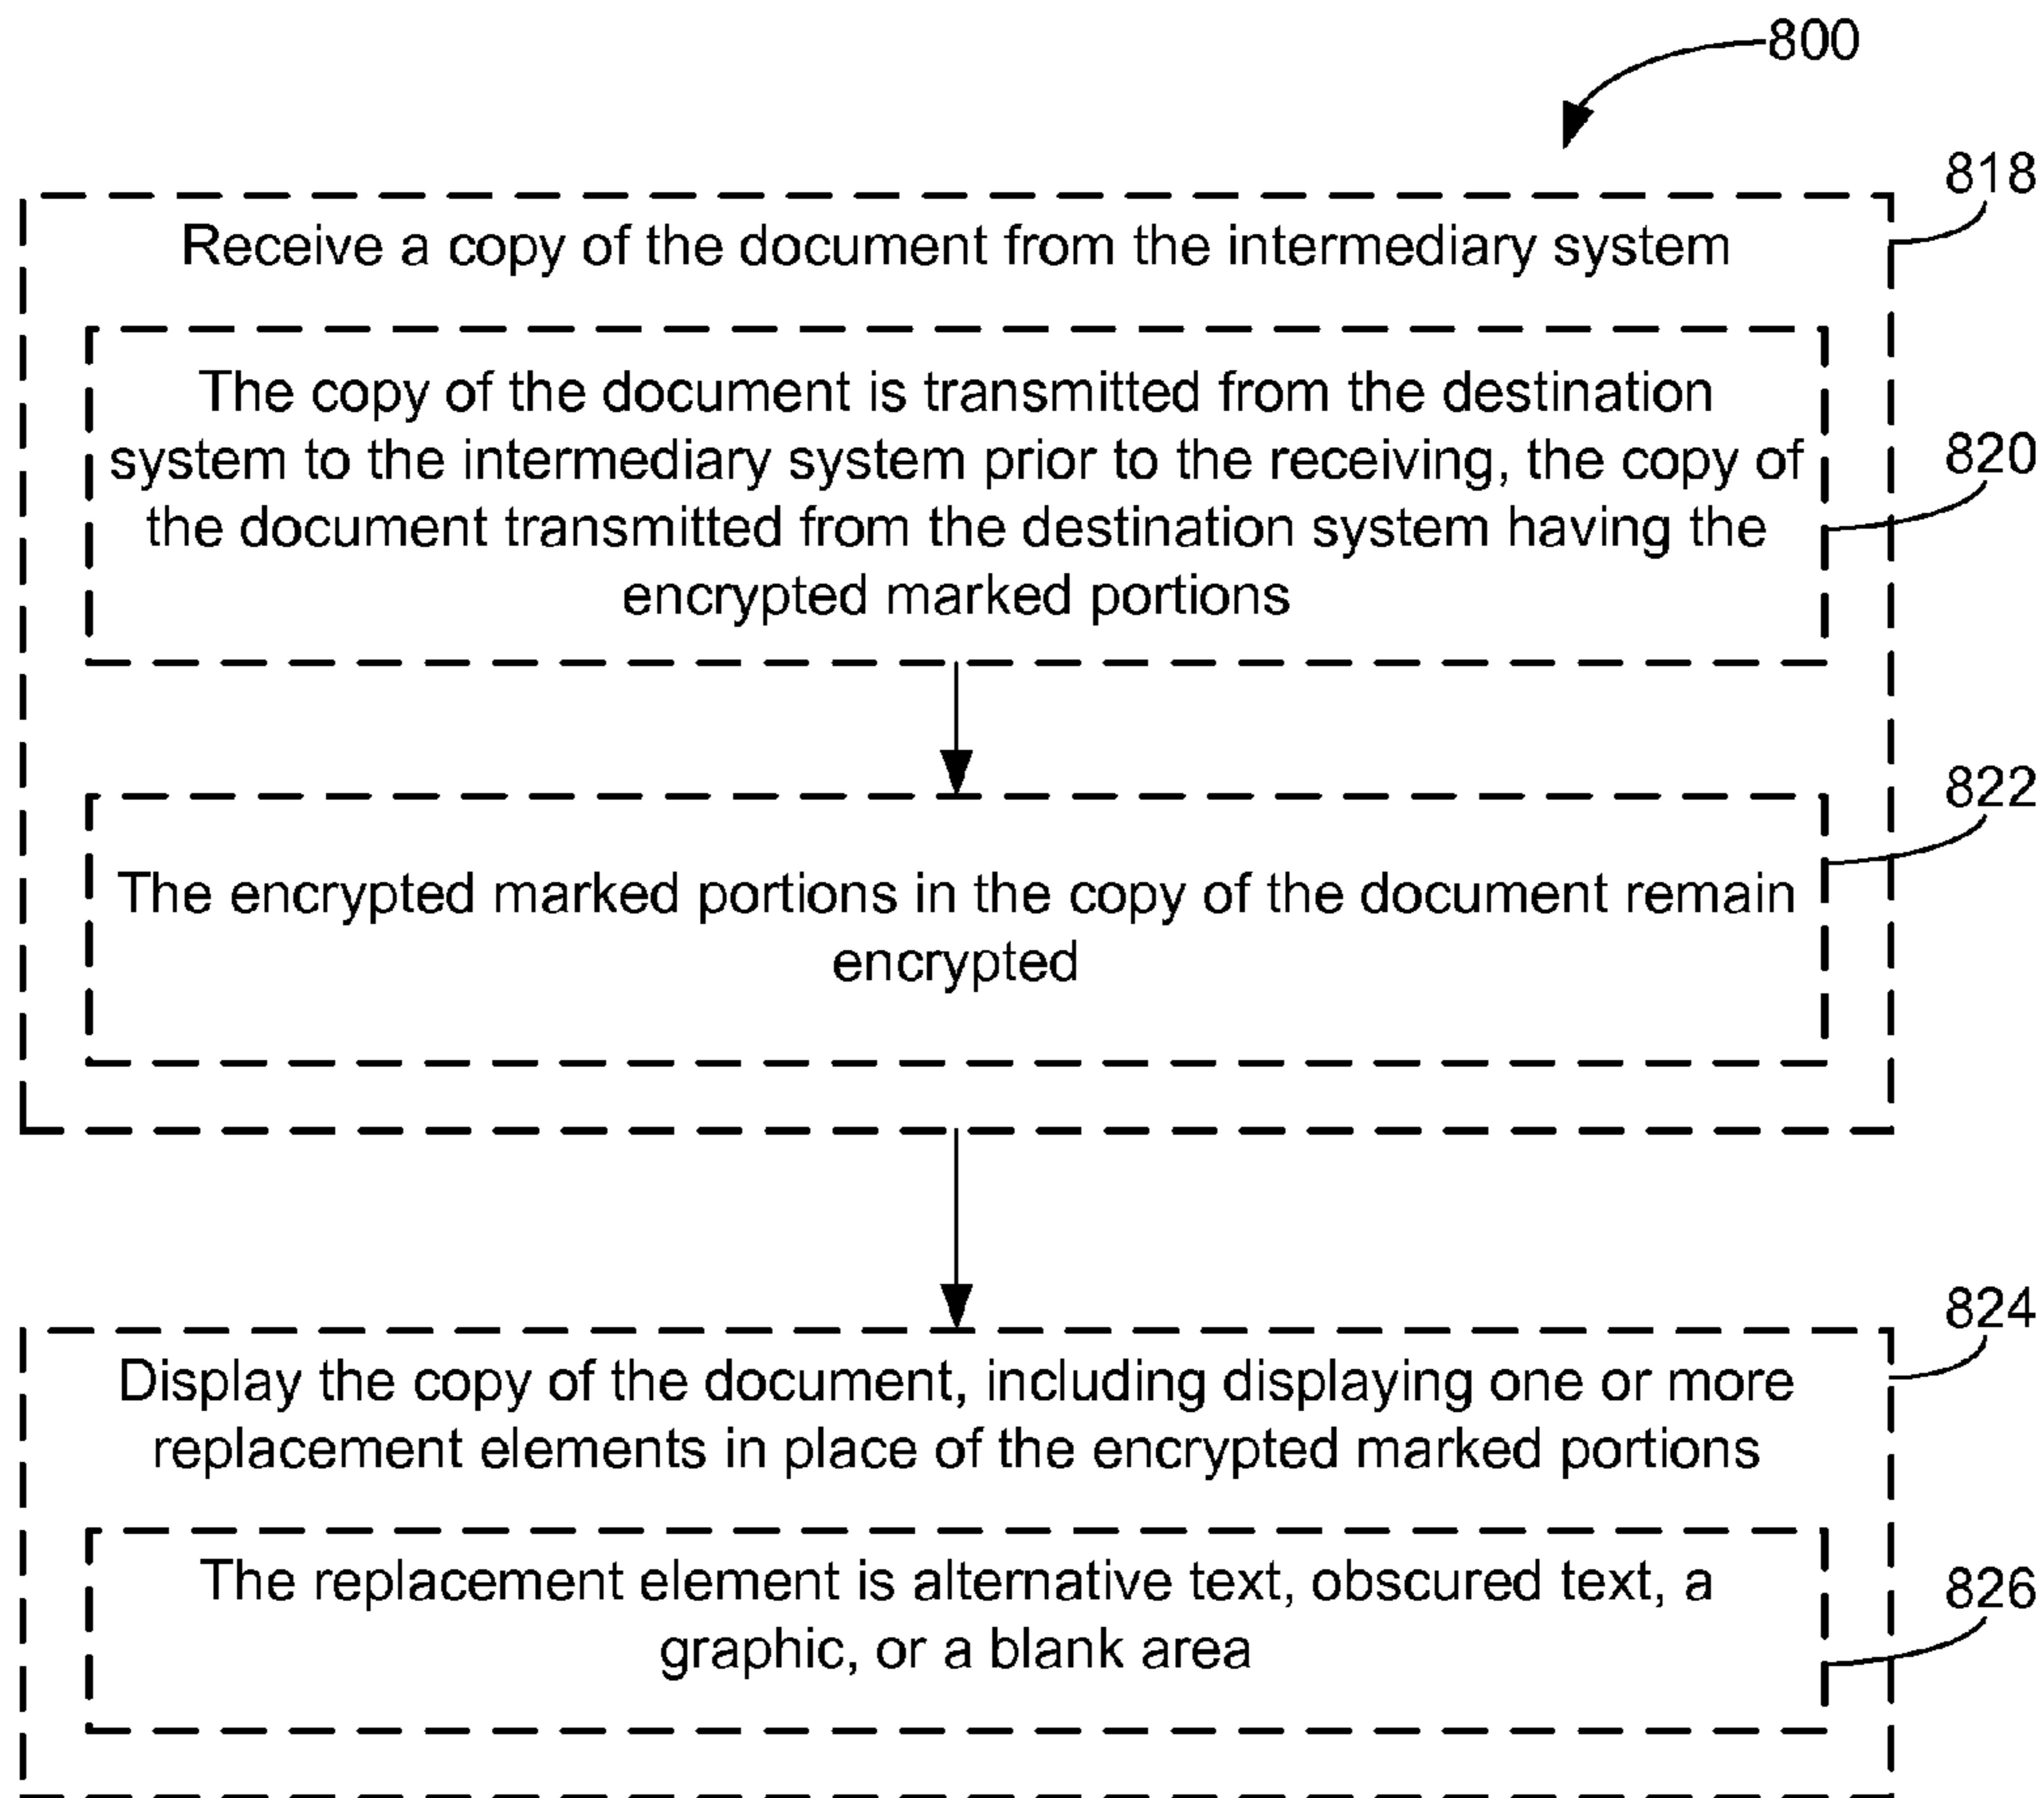 800
818
Receive a copy of the document from the intermediary system
The copy of the document is transmitted from the destination
system to the intermediary system prior to the receiving, the copy of
the document transmitted from the destination system having the
encrypted marked portions
820
822
The encrypted marked portions in the copy of the document remain
encrypted
824
Display the copy of the document, including displaying one or more
replacement elements in place of the encrypted marked portions
The replacement element is alternative text, obscured text, a
graphic, or a blank area
826